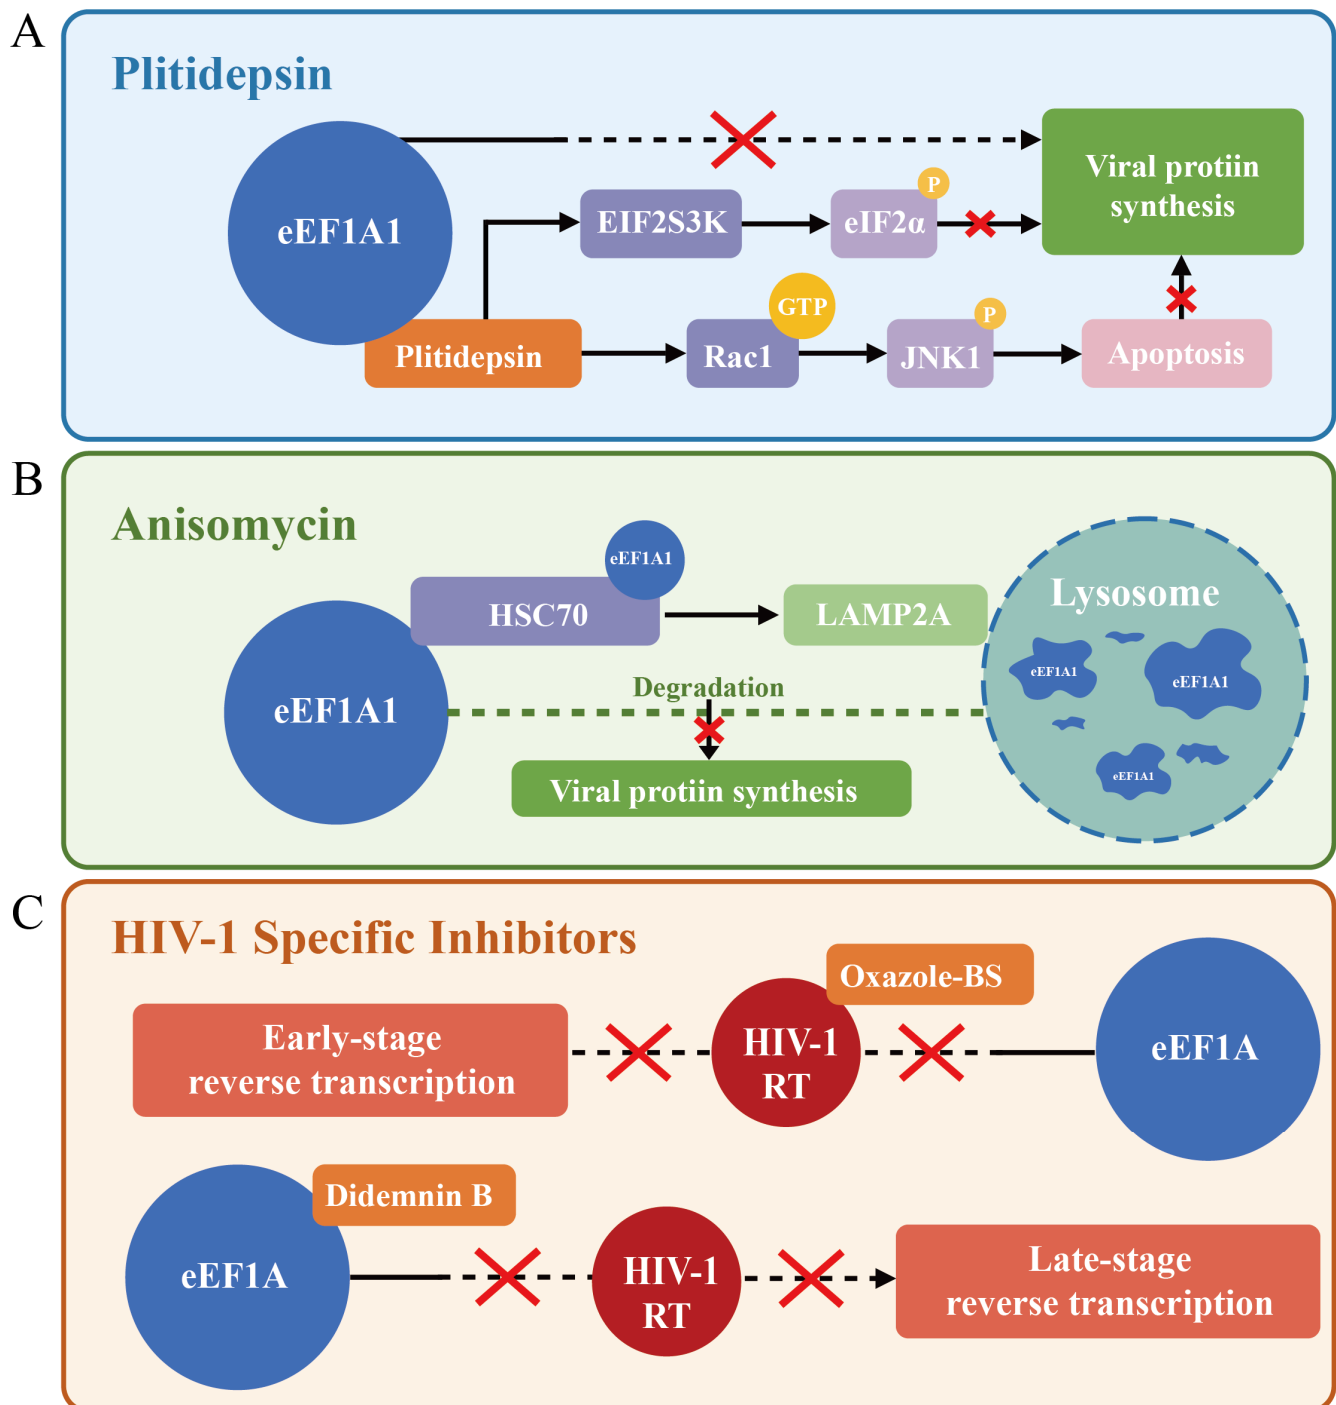 A
Plitidepsin
eEF1A1
Viral protiin
synthesis
EIF2S3K
eIF2α
P
GTP
P
Plitidepsin
Rac1
JNK1
Apoptosis
B
Anisomycin
eEF1A1
HSC70
LAMP2A
Lysosome
eEF1A1
eEF1A1
eEF1A1
eEF1A1
Degradation
Viral protiin synthesis
C
HIV-1 Specific Inhibitors
Oxazole-BS
Early-stage
reverse transcription
HIV-1
RT
eEF1A
Didemnin B
eEF1A
HIV-1
RT
Late-stage
reverse transcription